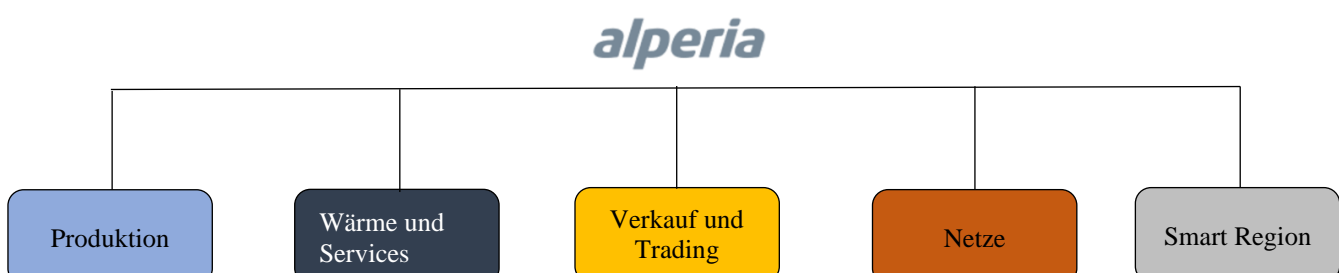 alperia
Produktion
Wärme und
Services
Verkauf und
Trading
Netze
Smart Region